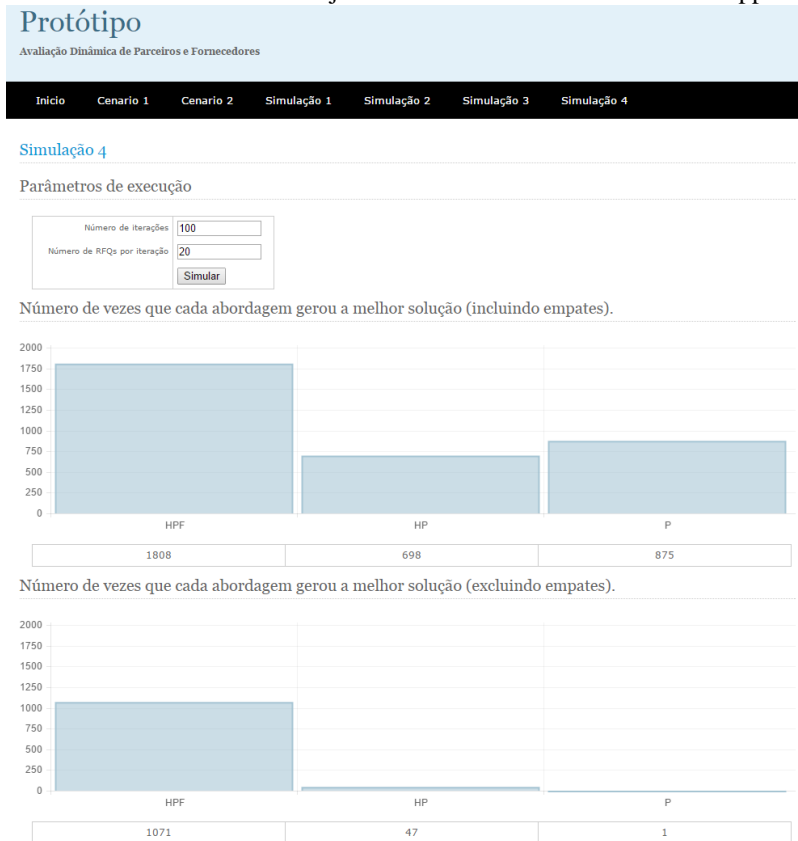 Protótipo
Avaliação Dinâmica de Parceiros e Fornecedores
Inicio Cenario 1 Cenario 2 Simulação 1 Simulação 2 Simulação 3 Simulação 4
Simulação 4
Parâmetros de execução
Número de iterações 100
Número de RFQs por iteração 20
Simular
Número de vezes que cada abordagem gerou a melhor solução (incluindo empates).
2000
1750
1500
1250
1000
750
500
250
0
HPF HP P
1808 698 875
Número de vezes que cada abordagem gerou a melhor solução (excluindo empates).
2000
1750
1500
1250
1000
750
500
250
0
HPF HP P
1071 47 1